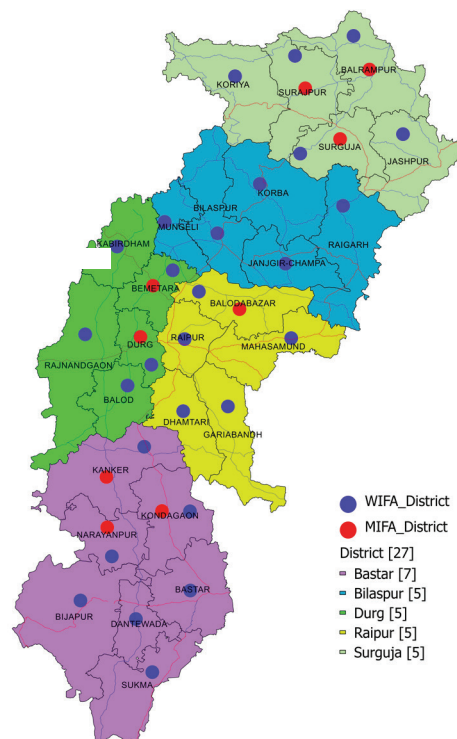 BALRAMPUR
KORIYA
SURAJPUR
SURGUJA
JASHPUR
KORBA
BILASPUR
MUNGELI
RAIGARH
KABIRDHAM
JANJGIR-CHAMPA
BEMETARA
BALODABAZAR
DURG
RAIPUR
MAHASAMUND
RAJNANDGAON
BALOD
DHAMTARI
GARIABANDH
KANKER
KONDAGAON
NARAYANPUR
BASTAR
BIJAPUR
DANTEWADA
SUKMA
WIFA_District
MIFA_District
District [27]
Bastar [7]
Bilaspur [5]
Durg [5]
Raipur [5]
Surguja [5]